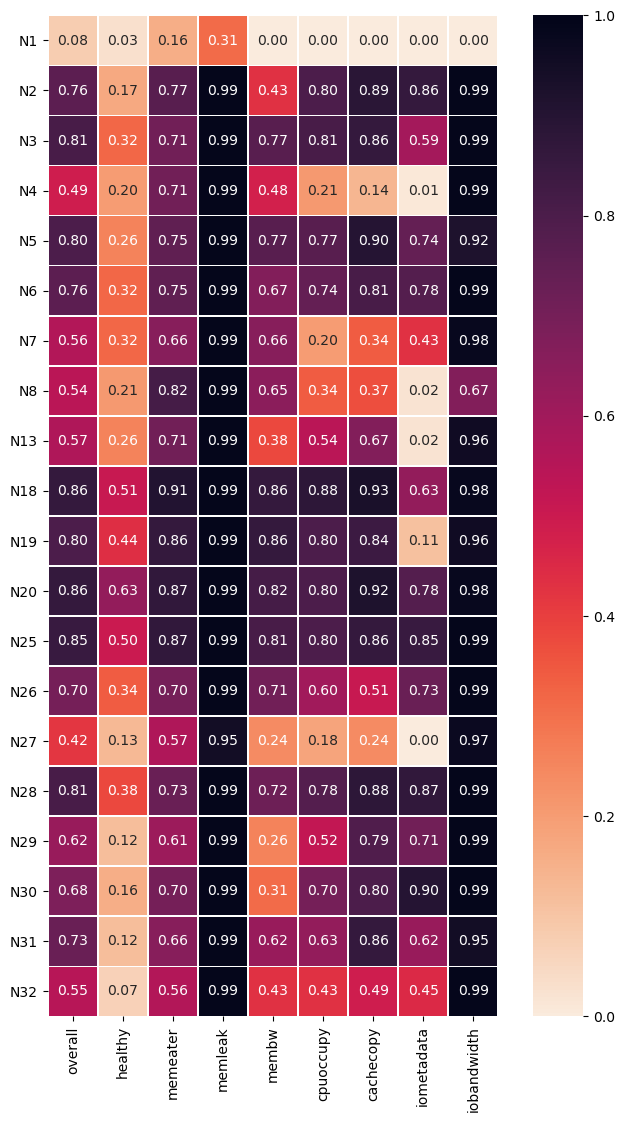 N1 0.08 0.03 0.16 0.31 0.00 0.00 0.00 0.00 0.00
N2 0.76 0.17 0.77 0.99 0.43 0.80 0.89 0.86 0.99
N3 0.81 0.32 0.71 0.99 0.77 0.81 0.86 0.59 0.99
N4 0.49 0.20 0.71 0.99 0.48 0.21 0.14 0.01 0.99
N5 0.80 0.26 0.75 0.99 0.77 0.77 0.90 0.74 0.92
N6 0.76 0.32 0.75 0.99 0.67 0.74 0.81 0.78 0.99
N7 0.56 0.32 0.66 0.99 0.66 0.20 0.34 0.43 0.98
N8 0.54 0.21 0.82 0.99 0.65 0.34 0.37 0.02 0.67
N13 0.57 0.26 0.71 0.99 0.38 0.54 0.67 0.02 0.96
N18 0.86 0.51 0.91 0.99 0.86 0.88 0.93 0.63 0.98
N19 0.80 0.44 0.86 0.99 0.86 0.80 0.84 0.11 0.96
N20 0.86 0.63 0.87 0.99 0.82 0.80 0.92 0.78 0.98
N25 0.85 0.50 0.87 0.99 0.81 0.80 0.86 0.85 0.99
N26 0.70 0.34 0.70 0.99 0.71 0.60 0.51 0.73 0.99
N27 0.42 0.13 0.57 0.95 0.24 0.18 0.24 0.00 0.97
N28 0.81 0.38 0.73 0.99 0.72 0.78 0.88 0.87 0.99
N29 0.62 0.12 0.61 0.99 0.26 0.52 0.79 0.71 0.99
N30 0.68 0.16 0.70 0.99 0.31 0.70 0.80 0.90 0.99
N31 0.73 0.12 0.66 0.99 0.62 0.63 0.86 0.62 0.95
N32 0.55 0.07 0.56 0.99 0.43 0.43 0.49 0.45 0.99
overall
healthy
memeater
memleak
membw
cpuoccupy
cachecopy
iometadata
iobandwidth
1.0
0.8
0.6
0.4
0.2
0.0